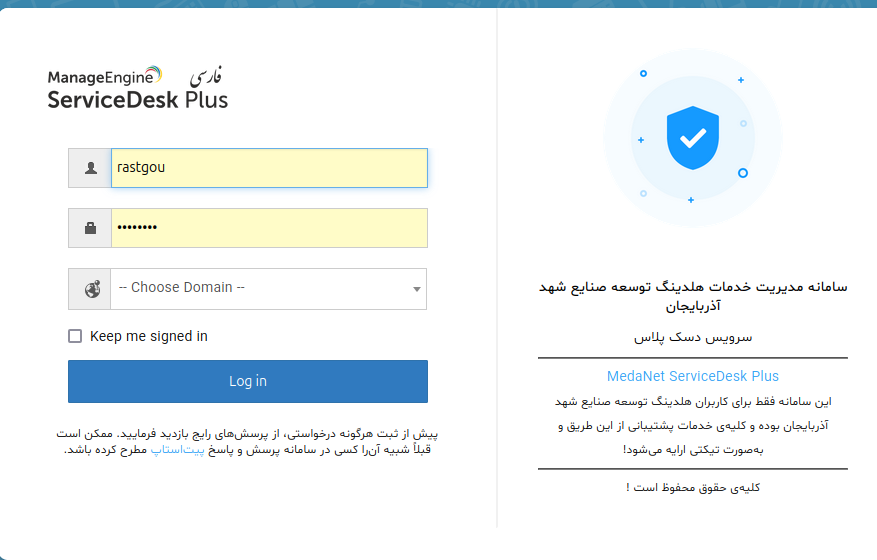 ManageEngine فارسی
ServiceDesk Plus
rastgou
••••••••
-- Choose Domain --
Keep me signed in
Log in
پیش از ثبت هرگونه درخواستی، از پرسش‌های رایج بازدید فرمایید. ممکن است
قبلاً شبیه آن‌را کسی در سامانه پرسش و پاسخ پیت‌استاپ مطرح کرده باشد.
سامانه مدیریت خدمات هلدینگ توسعه صنایع شهد
آذربایجان
سرویس دسک پلاس
MedaNet ServiceDesk Plus
این سامانه فقط برای کاربران هلدینگ توسعه صنایع شهد
آذربایجان بوده و کلیه‌ی خدمات پشتیبانی از این طریق و
به‌صورت تیکتی ارایه می‌شود!
کلیه‌ی حقوق محفوظ است !